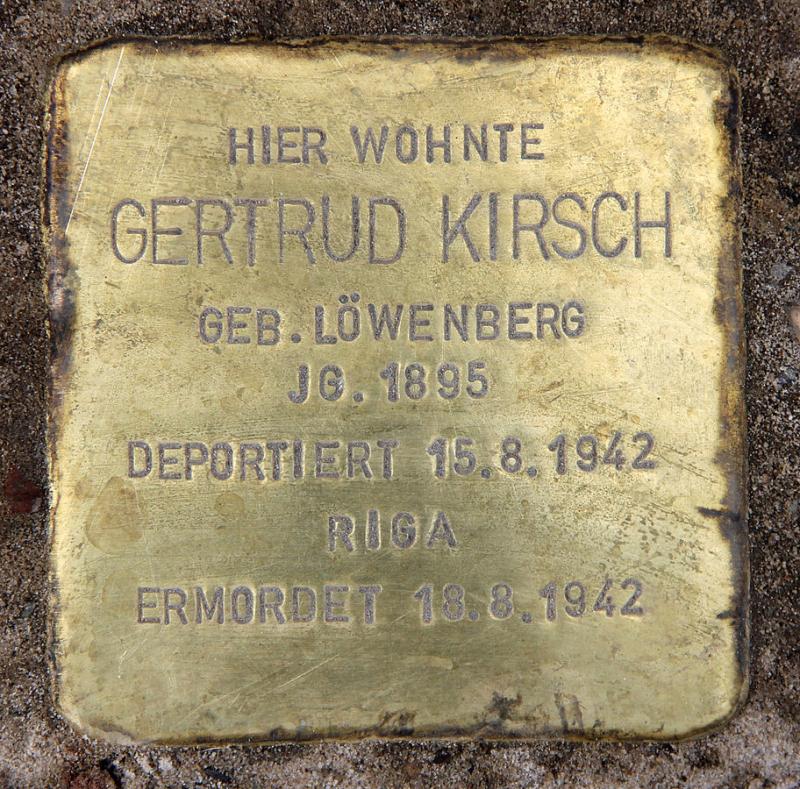 HIER WOHNTE
GERTRUD KIRSCH
GEB. LÖWENBERG
JG. 1895
DEPORTIERT 15.8.1942
RIGA
ERMORDET 18.8.1942